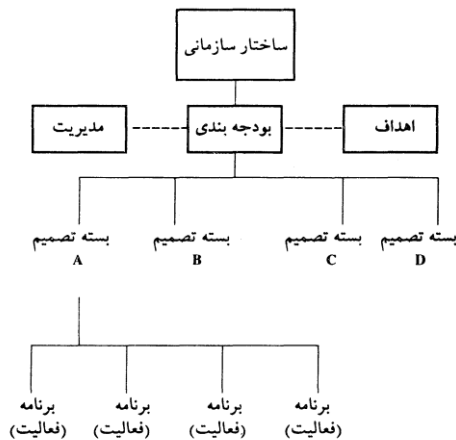 ساختار سازمانی
اهداف
بودجه بندی
مدیریت
بسته تصمیم
D
بسته تصمیم
C
بسته تصمیم
B
بسته تصمیم
A
برنامه
(فعالیت)
برنامه
(فعالیت)
برنامه
(فعالیت)
برنامه
(فعالیت)